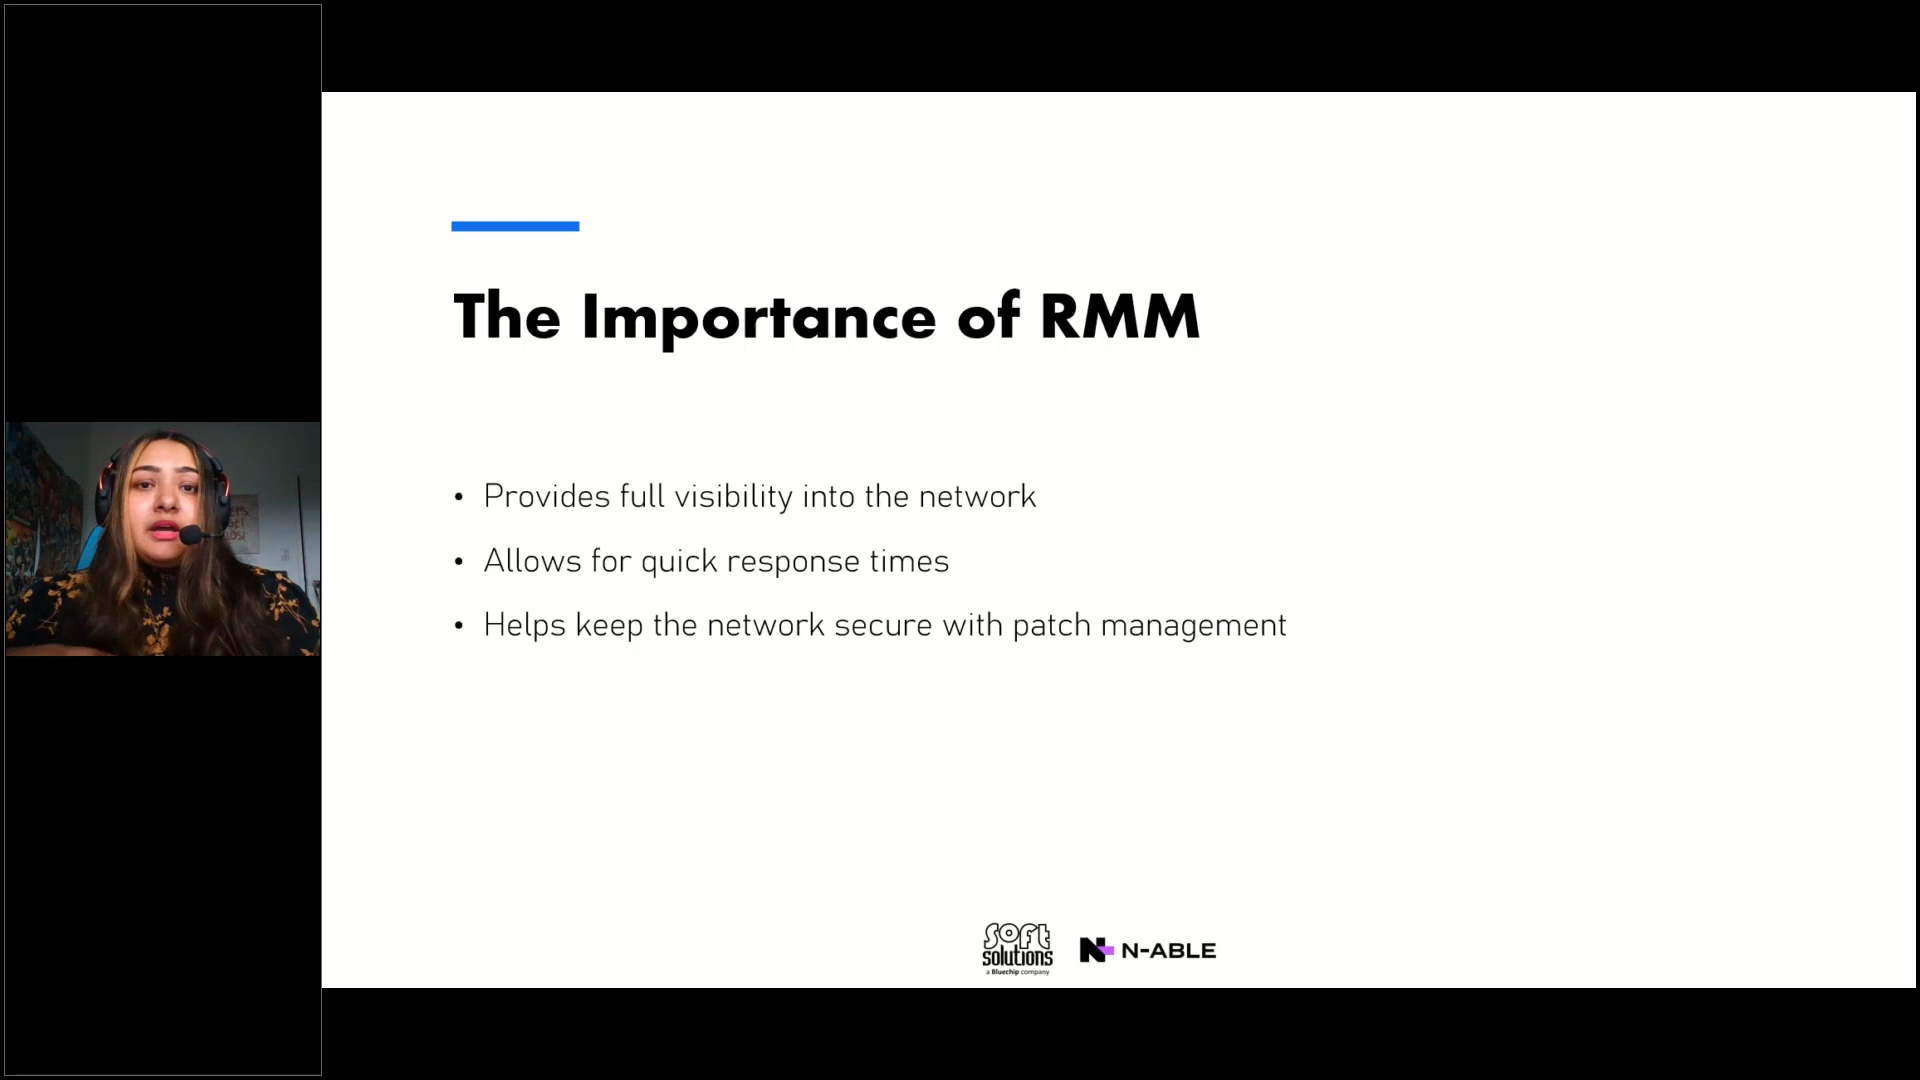 The Importance of RMM
• Provides full visibility into the network
• Allows for quick response times
• Helps keep the network secure with patch management
soft
solutions
a Bluechip company
N-ABLE